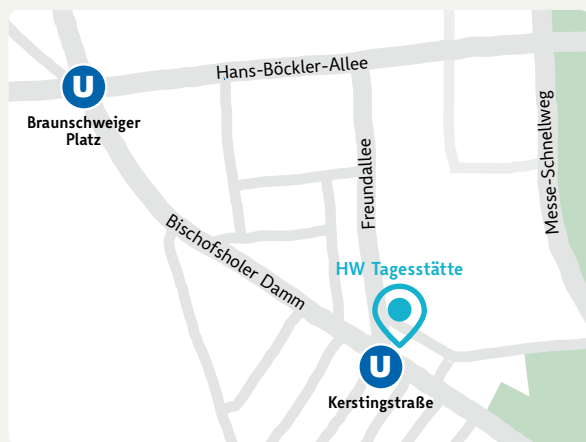 Hans-Böckler-Allee
U
Braunschweiger
Platz
Messe-Schnellweg
Freundallee
Bischofsholer Damm
HW Tagesstätte
U
Kerstingstraße